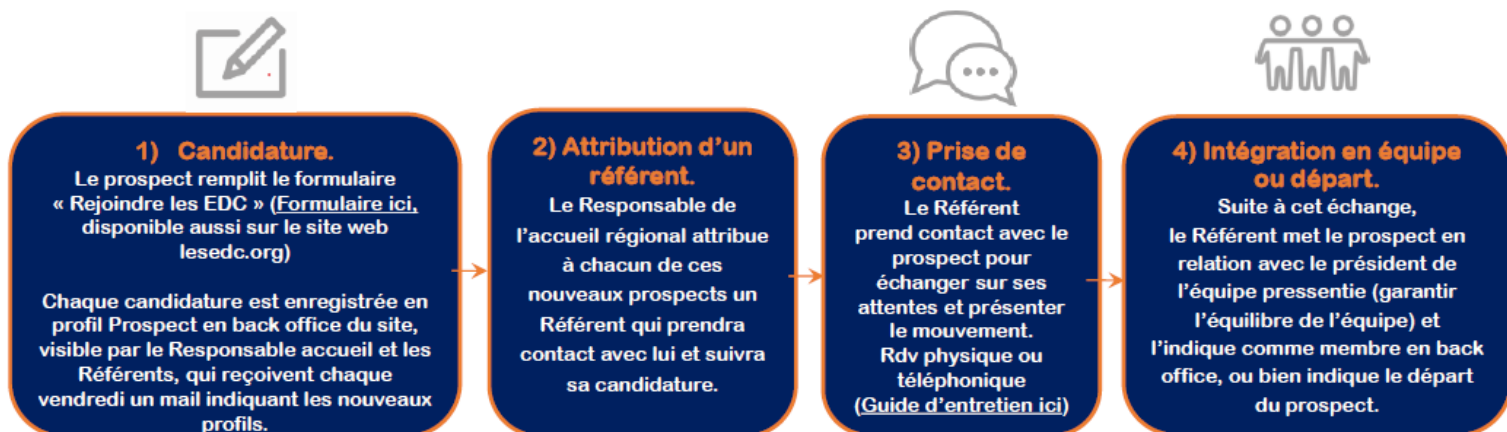 1) Candidature.
Le prospect remplit le formulaire
« Rejoindre les EDC » (Formulaire ici,
disponible aussi sur le site web
lesedc.org)
Chaque candidature est enregistrée en
profil Prospect en back office du site,
visible par le Responsable accueil et les
Référents, qui reçoivent chaque
vendredi un mail indiquant les nouveaux
profils.
2) Attribution d'un
référent.
Le Responsable de
l'accueil régional attribue
à chacun de ces
nouveaux prospects un
Référent qui prendra
contact avec lui et suivra
sa candidature.
3) Prise de
contact.
Le Référent
prend contact avec le
prospect pour
échanger sur ses
attentes et présenter
le mouvement.
Rdv physique ou
téléphonique
(Guide d'entretien ici)
4) Intégration en équipe
ou départ.
Suite à cet échange,
le Référent met le prospect en
relation avec le président de
l'équipe pressentie (garantir
l'équilibre de l'équipe) et
l'indique comme membre en back
office, ou bien indique le départ
du prospect.